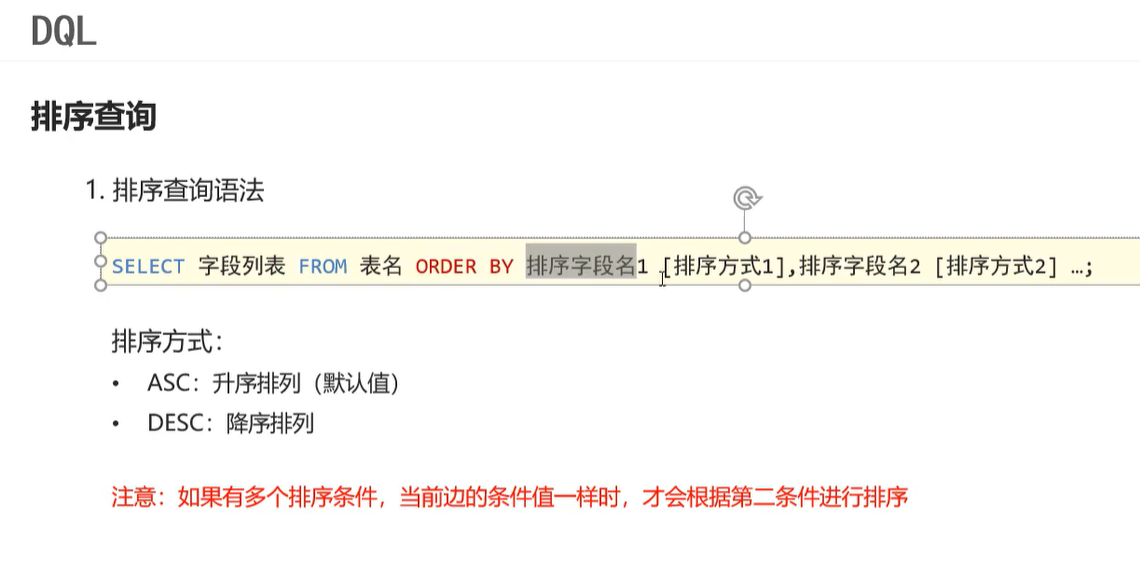 DQL
排序查询
1. 排序查询语法
SELECT 字段列表 FROM 表名 ORDER BY 排序字段名1 [排序方式1],排序字段名2 [排序方式2] …;
排序方式：
• ASC：升序排列（默认值）
• DESC：降序排列
注意：如果有多个排序条件，当前边的条件值一样时，才会根据第二条件进行排序